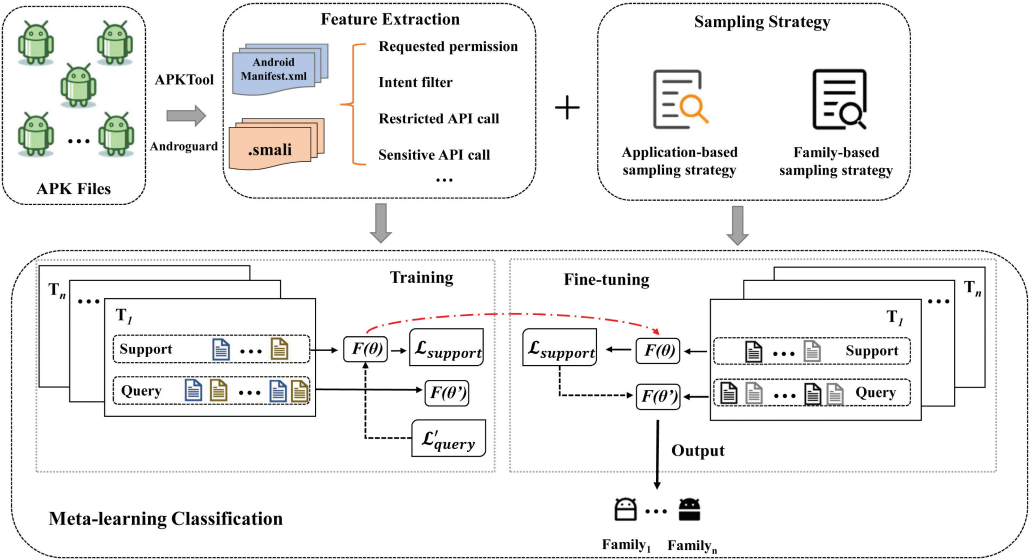 APK Files
APKTool
Androguard
Feature Extraction
Android
Manifest.xml
.smali
Requested permission
Intent filter
Restricted API call
Sensitive API call
...
+
Sampling Strategy
Application-based
sampling strategy
Family-based
sampling strategy
Training
Tn
...
T1
Support
...
F(θ)
ℒsupport
Query
...
F(θ')
ℒ'query
Fine-tuning
Tn
...
T1
ℒsupport
F(θ)
...
Support
F(θ')
...
Query
Output
...
Family1
Familyn
Meta-learning Classification